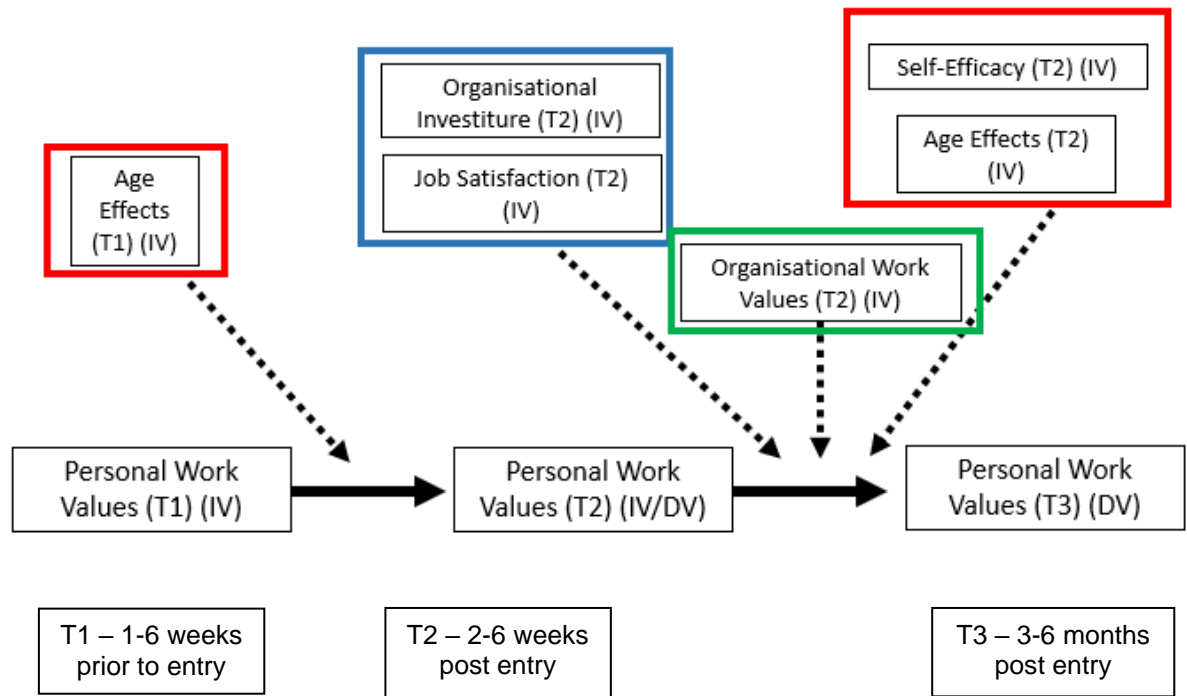 Organisational
Investiture (T2) (IV)
Job Satisfaction (T2)
(IV)
Self-Efficacy (T2) (IV)
Age Effects (T2)
(IV)
Age
Effects
(T1) (IV)
Organisational Work
Values (T2) (IV)
Personal Work
Values (T1) (IV)
Personal Work
Values (T2) (IV/DV)
Personal Work
Values (T3) (DV)
T1 – 1-6 weeks
prior to entry
T2 – 2-6 weeks
post entry
T3 – 3-6 months
post entry